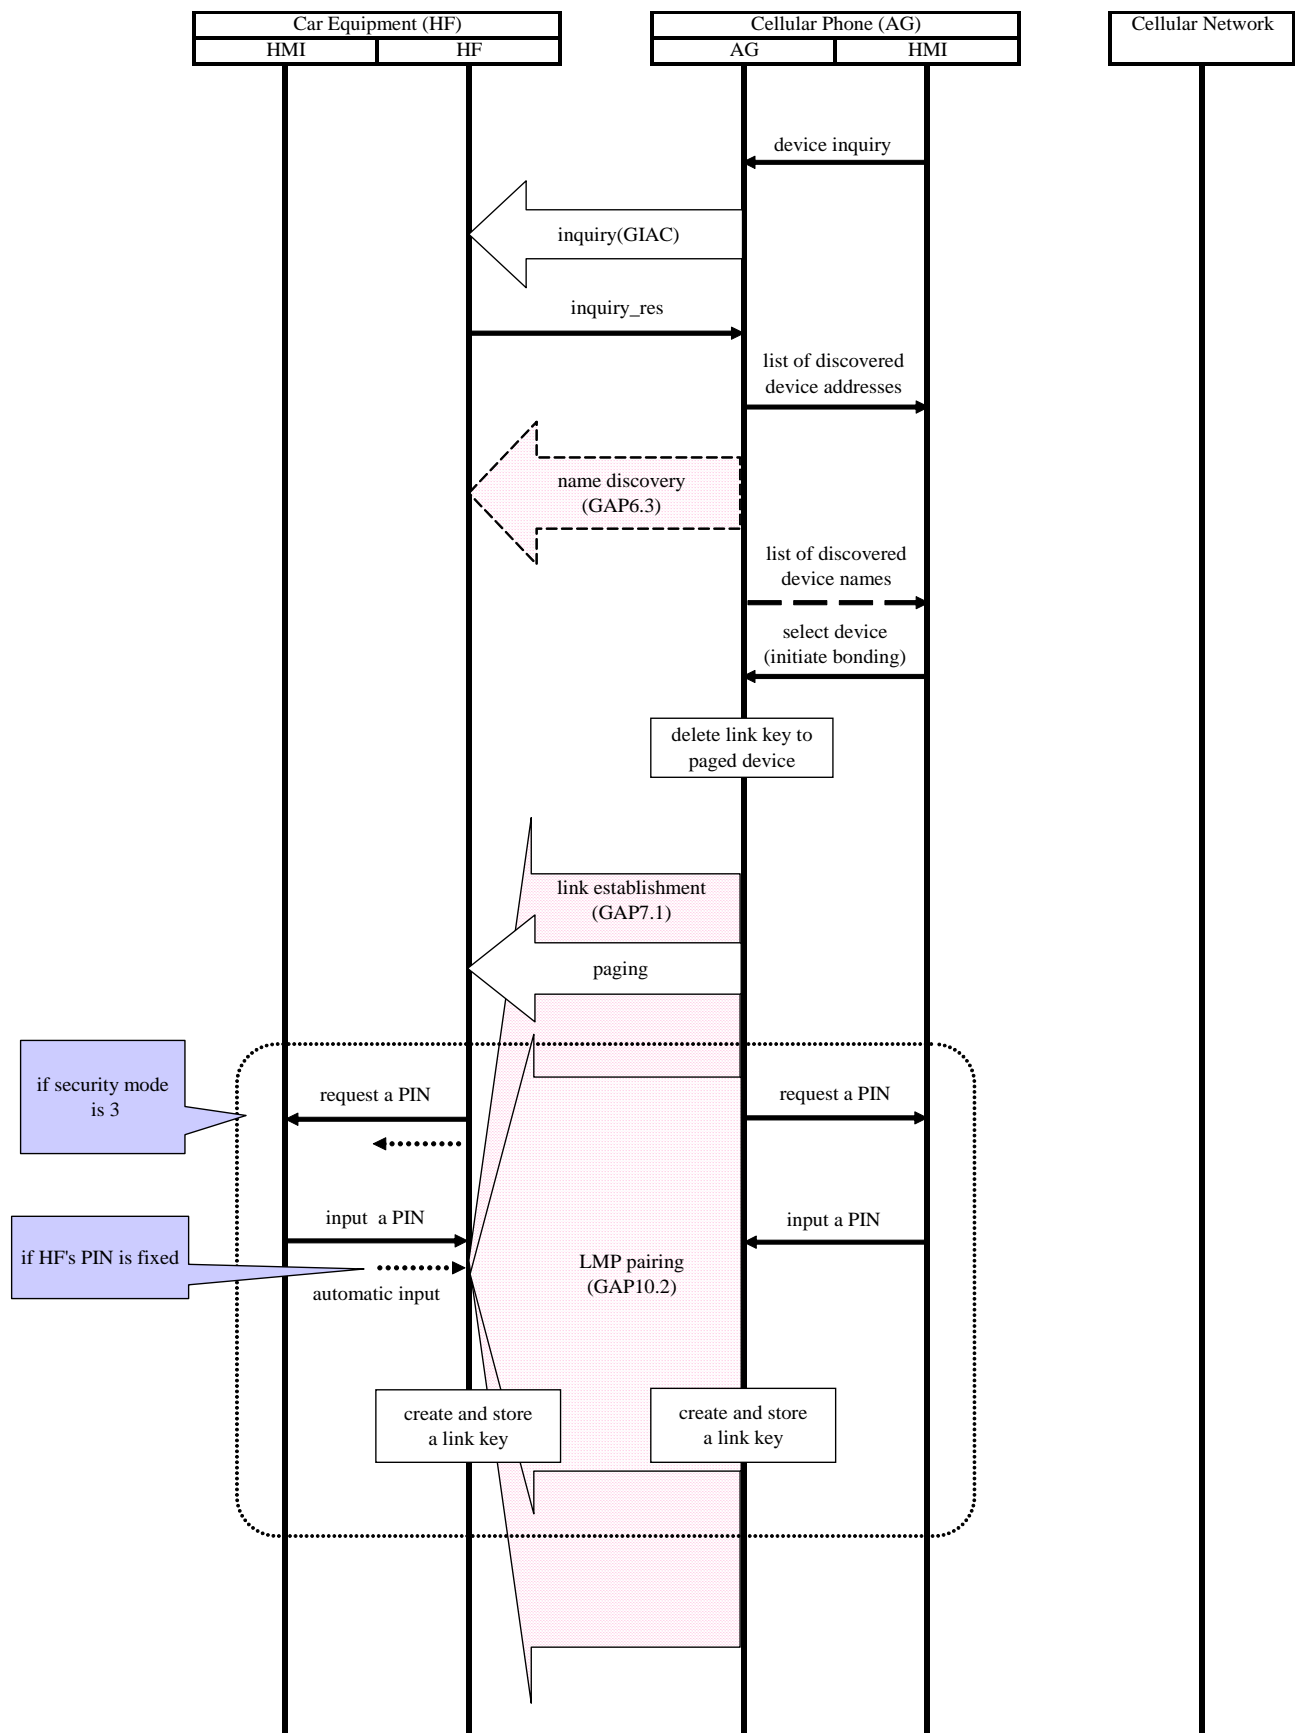 Car Equipment (HF)
Cellular Phone (AG)
Cellular Network
HMI
HF
AG
HMI
device inquiry
inquiry(GIAC)
inquiry_res
list of discovered
device addresses
name discovery
(GAP6.3)
list of discovered
device names
select device
(initiate bonding)
delete link key to
paged device
link establishment
(GAP7.1)
paging
if security mode
is 3
request a PIN
request a PIN
input a PIN
input a PIN
if HF's PIN is fixed
automatic input
LMP pairing
(GAP10.2)
create and store
a link key
create and store
a link key